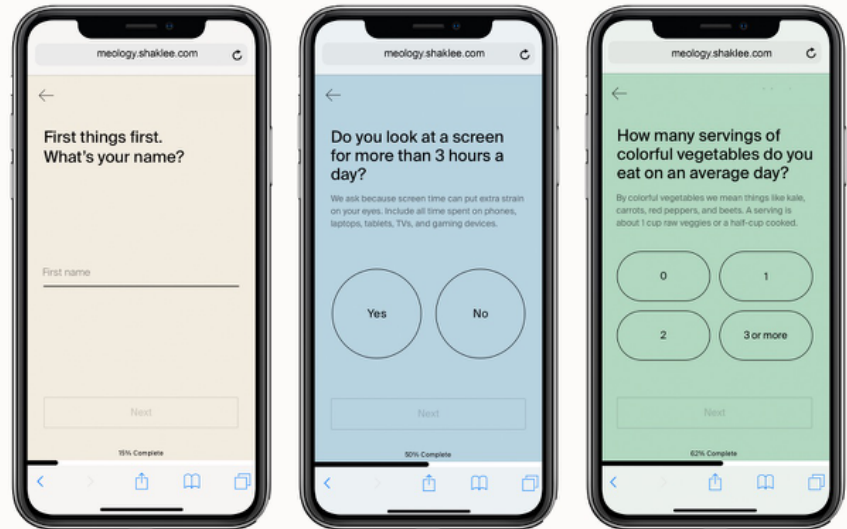 meology.shaklee.com
First things first.
What's your name?
First name
Next
15% Complete
meology.shaklee.com
Do you look at a screen
for more than 3 hours a
day?
We ask because screen time can put extra strain
on your eyes. Include all time spent on phones,
laptops, tablets, TVs, and gaming devices.
Yes
No
Next
50% Complete
meology.shaklee.com
How many servings of
colorful vegetables do you
eat on an average day?
By colorful vegetables we mean things like kale,
carrots, red peppers, and beets. A serving is
about 1 cup raw veggies or a half-cup cooked.
0
1
2
3 or more
Next
62% Complete